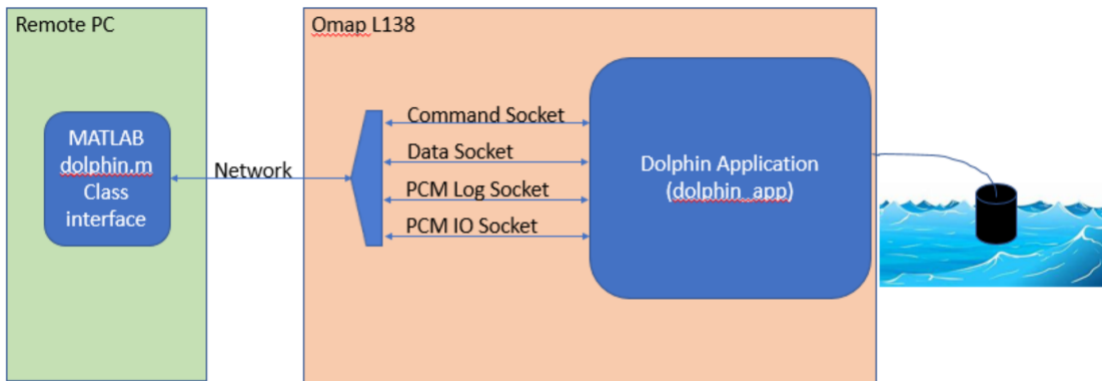 Remote PC
Omap L138
MATLAB
dolphin.m
Class
interface
Network
Command Socket
Data Socket
PCM Log Socket
PCM IO Socket
Dolphin Application
(dolphin_app)